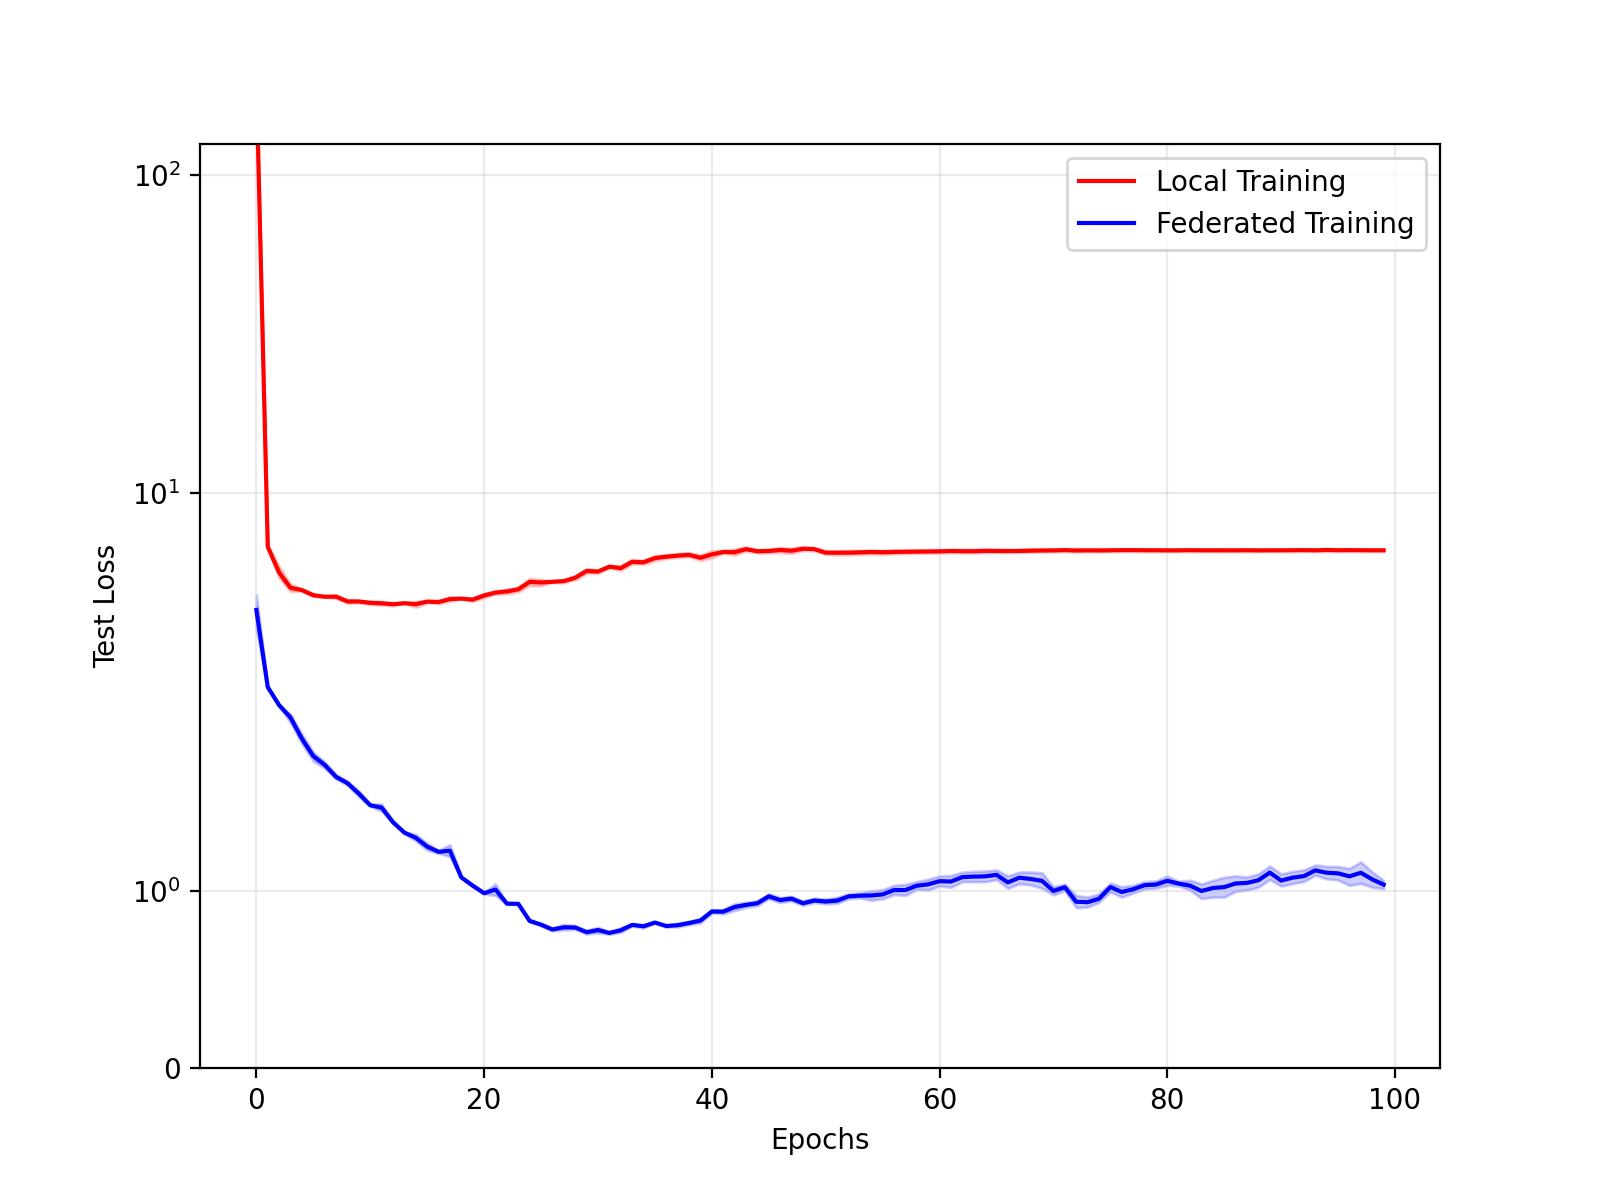 10²
10¹
10⁰
0
Test Loss
Local Training
Federated Training
0 20 40 60 80 100
Epochs